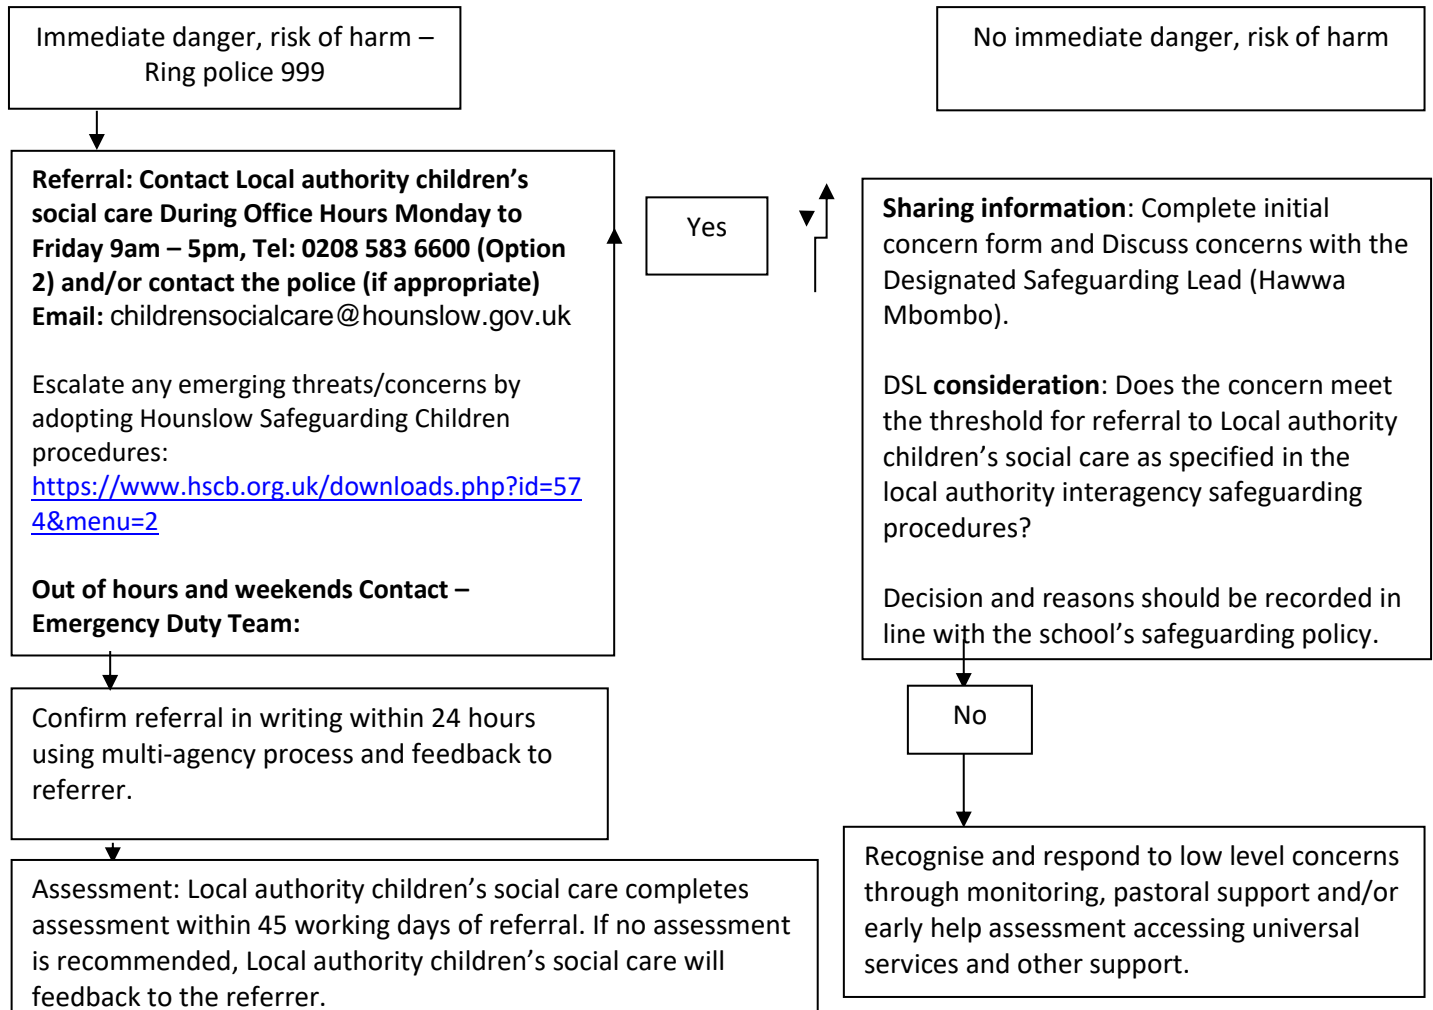 Immediate danger, risk of harm –
Ring police 999
No immediate danger, risk of harm
Referral: Contact Local authority children’s
social care During Office Hours Monday to
Friday 9am – 5pm, Tel: 0208 583 6600 (Option
2) and/or contact the police (if appropriate)
Email: childrensocialcare@hounslow.gov.uk
Escalate any emerging threats/concerns by
adopting Hounslow Safeguarding Children
procedures:
https://www.hscb.org.uk/downloads.php?id=57
4&menu=2
Out of hours and weekends Contact –
Emergency Duty Team:
Yes
Sharing information: Complete initial
concern form and Discuss concerns with the
Designated Safeguarding Lead (Hawwa
Mbombo).
DSL consideration: Does the concern meet
the threshold for referral to Local authority
children’s social care as specified in the
local authority interagency safeguarding
procedures?
Decision and reasons should be recorded in
line with the school’s safeguarding policy.
Confirm referral in writing within 24 hours
using multi-agency process and feedback to
referrer.
No
Assessment: Local authority children’s social care completes
assessment within 45 working days of referral. If no assessment
is recommended, Local authority children’s social care will
feedback to the referrer.
Recognise and respond to low level concerns
through monitoring, pastoral support and/or
early help assessment accessing universal
services and other support.